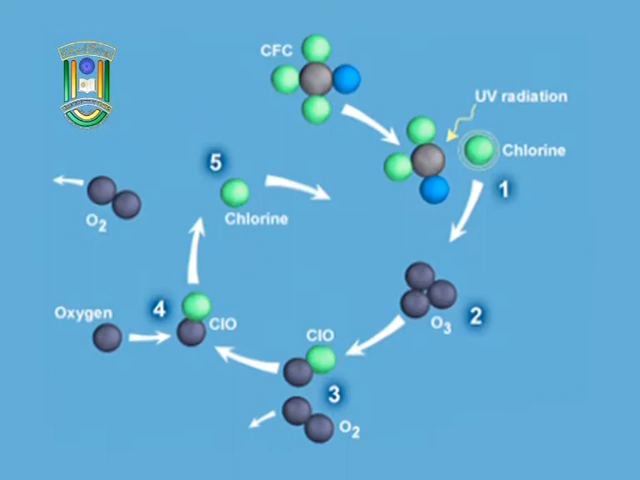 CFC
UV radiation
Chlorine
1
5
Chlorine
O2
2
O3
4
Oxygen
ClO
ClO
3
O2